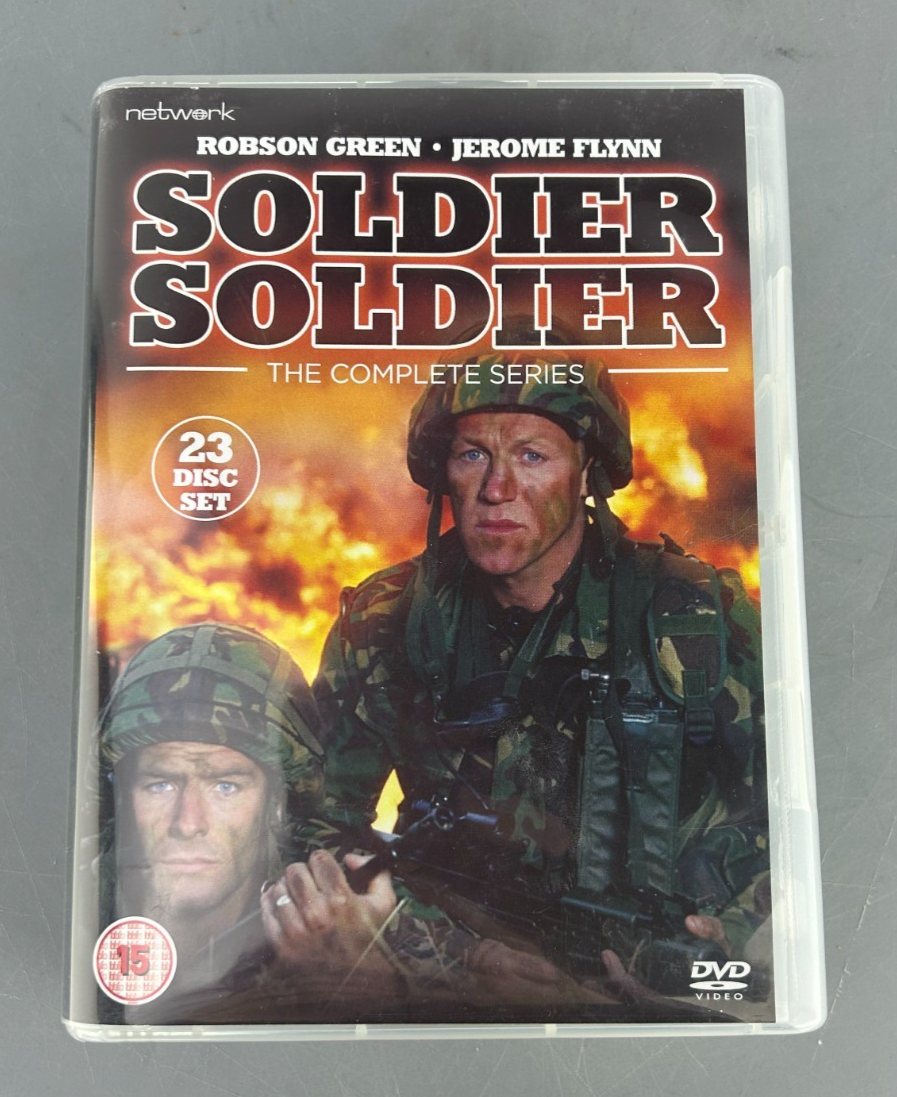 network
ROBSON GREEN • JEROME FLYNN
SOLDIER
SOLDIER
THE COMPLETE SERIES
23
DISC
SET
15
DVD
VIDEO